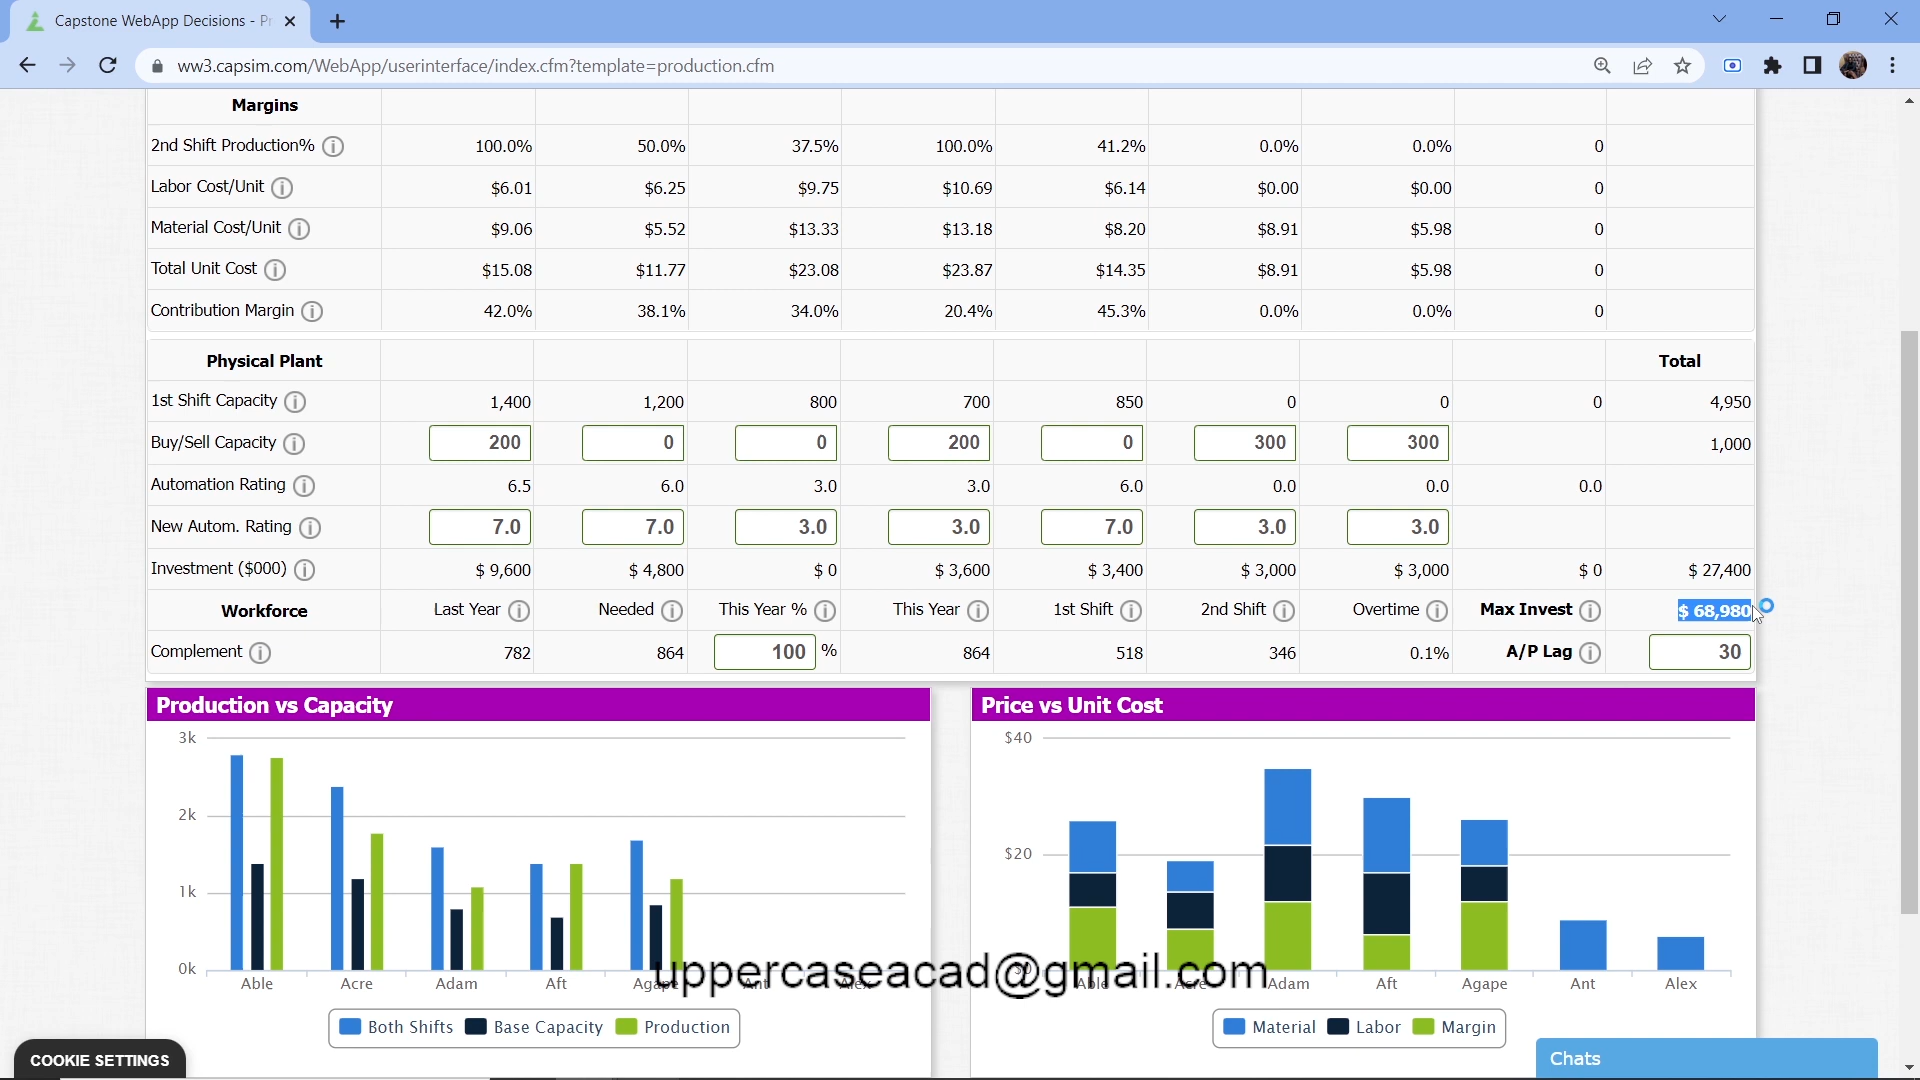 Capstone WebApp Decisions - Pr
ww3.capsim.com/WebApp/userinterface/index.cfm?template=production.cfm
Margins
2nd Shift Production% 100.0% 50.0% 37.5% 100.0% 41.2% 0.0% 0.0% 0
Labor Cost/Unit $6.01 $6.25 $9.75 $10.69 $6.14 $0.00 $0.00 0
Material Cost/Unit $9.06 $5.52 $13.33 $13.18 $8.20 $8.91 $5.98 0
Total Unit Cost $15.08 $11.77 $23.08 $23.87 $14.35 $8.91 $5.98 0
Contribution Margin 42.0% 38.1% 34.0% 20.4% 45.3% 0.0% 0.0% 0
Physical Plant Total
1st Shift Capacity 1,400 1,200 800 700 850 0 0 0 4,950
Buy/Sell Capacity 200 0 0 200 0 300 300 1,000
Automation Rating 6.5 6.0 3.0 3.0 6.0 0.0 0.0 0.0
New Autom. Rating 7.0 7.0 3.0 3.0 7.0 3.0 3.0
Investment ($000) $ 9,600 $ 4,800 $ 0 $ 3,600 $ 3,400 $ 3,000 $ 3,000 $ 0 $ 27,400
Workforce Last Year Needed This Year % This Year 1st Shift 2nd Shift Overtime Max Invest $ 68,980
Complement 782 864 100 % 864 518 346 0.1% A/P Lag 30
Production vs Capacity
3k
2k
1k
0k
Able Acre Adam Aft Agape Ant Alex
Both Shifts Base Capacity Production
Price vs Unit Cost
$40
$20
$0
Able Acre Adam Aft Agape Ant Alex
Material Labor Margin
uppercaseacad@gmail.com
COOKIE SETTINGS
Chats